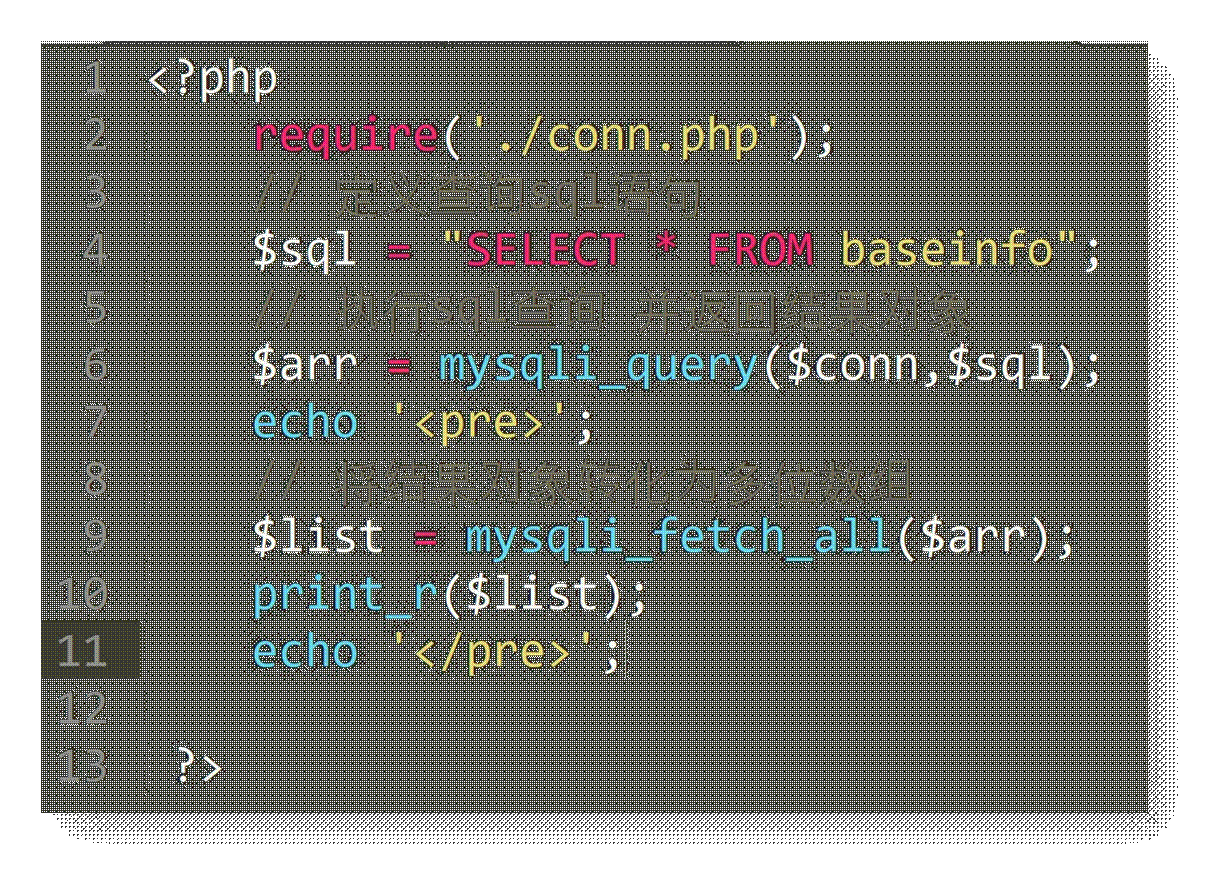 1 <?php
2 require('./conn.php');
3 // 定义查询sql语句
4 $sql = "SELECT * FROM baseinfo";
5 // 执行sql查询 并返回结果对象
6 $arr = mysqli_query($conn,$sql);
7 echo '<pre>';
8 // 将结果对象转化为多维数组
9 $list = mysqli_fetch_all($arr);
10 print_r($list);
11 echo '</pre>';
12
13 ?>